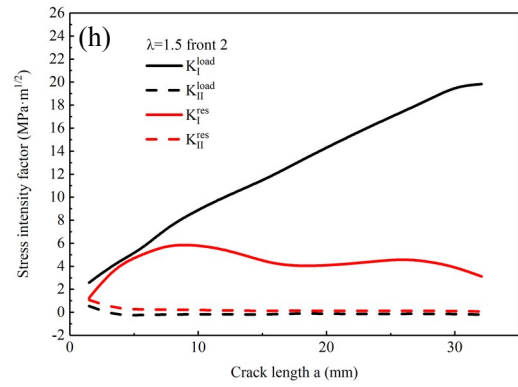 (h)
λ=1.5 front 2
K_I^load
K_II^load
K_I^res
K_II^res
Stress intensity factor (MPa·m^1/2)
26
24
22
20
18
16
14
12
10
8
6
4
2
0
-2
0 10 20 30
Crack length a (mm)